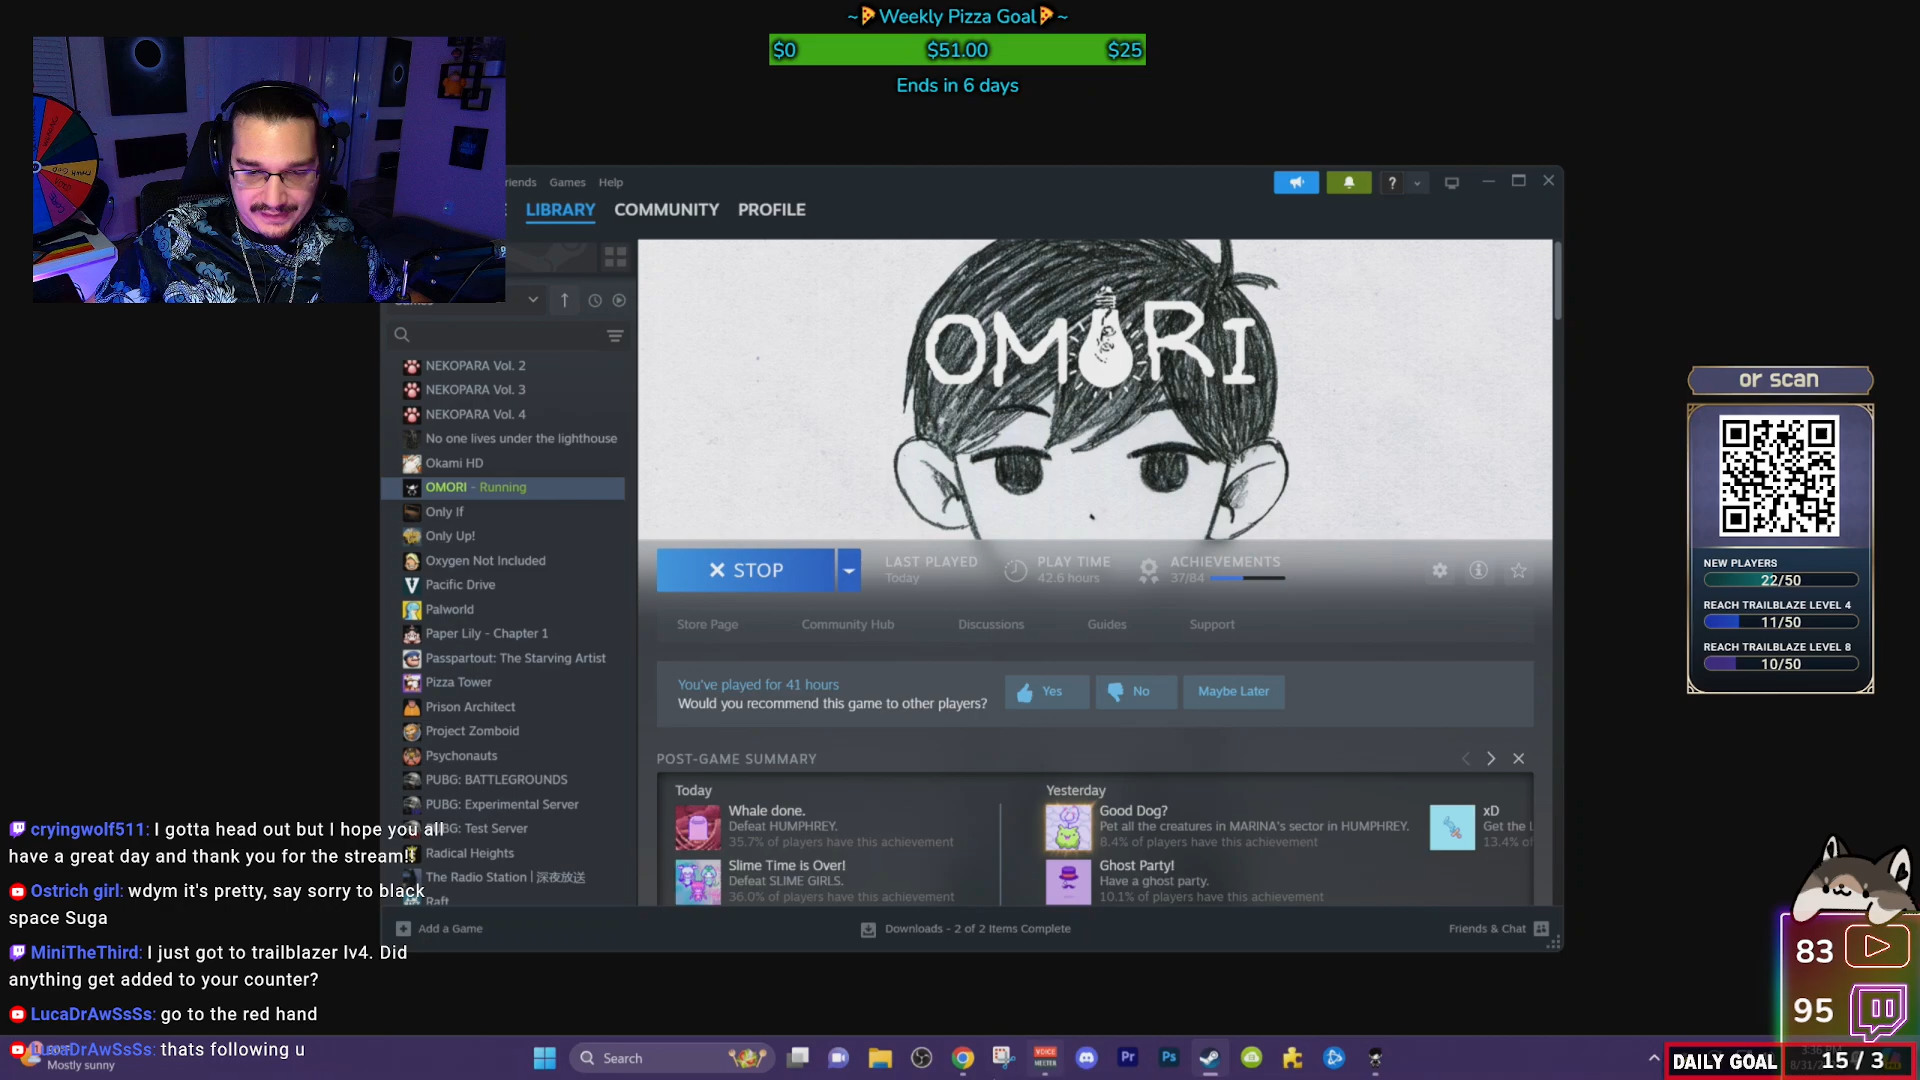 ~🍕Weekly Pizza Goal🍕~
$0 $51.00 $25
Ends in 6 days
Games Help
LIBRARY COMMUNITY PROFILE
OMORI
NEKOPARA Vol. 2
NEKOPARA Vol. 3
NEKOPARA Vol. 4
No one lives under the lighthouse
Okami HD
OMORI - Running
Only If
Only Up!
Oxygen Not Included
Pacific Drive
Palworld
Paper Lily - Chapter 1
Passpartout: The Starving Artist
Pizza Tower
Prison Architect
Project Zomboid
Psychonauts
PUBG: BATTLEGROUNDS
PUBG: Experimental Server
BG: Test Server
Radical Heights
The Radio Station | 深夜放送
Raft
Add a Game
STOP
LAST PLAYED
Today
PLAY TIME
42.6 hours
ACHIEVEMENTS
37/84
Store Page Community Hub Discussions Guides Support
You've played for 41 hours
Would you recommend this game to other players?
Yes No Maybe Later
POST-GAME SUMMARY
Today
Whale done.
Defeat HUMPHREY.
35.7% of players have this achievement
Slime Time is Over!
Defeat SLIME GIRLS.
36.0% of players have this achievement
Yesterday
Good Dog?
Pet all the creatures in MARINA's sector in HUMPHREY.
8.4% of players have this achievement
Ghost Party!
Have a ghost party.
10.1% of players have this achievement
xD
Get the
13.4% of
Downloads - 2 of 2 Items Complete
Friends & Chat
or scan
NEW PLAYERS
22/50
REACH TRAILBLAZE LEVEL 4
11/50
REACH TRAILBLAZE LEVEL 8
10/50
cryingwolf511: I gotta head out but I hope you all
have a great day and thank you for the stream!!
Ostrich girl: wdym it's pretty, say sorry to black
space Suga
MiniTheThird: I just got to trailblazer lv4. Did
anything get added to your counter?
LucaDrAwSsSs: go to the red hand
LucaDrAwSsSs: thats following u
Mostly sunny
Search
VOICE
MEETER
Pr
Ps
83
95
DAILY GOAL 15 / 3